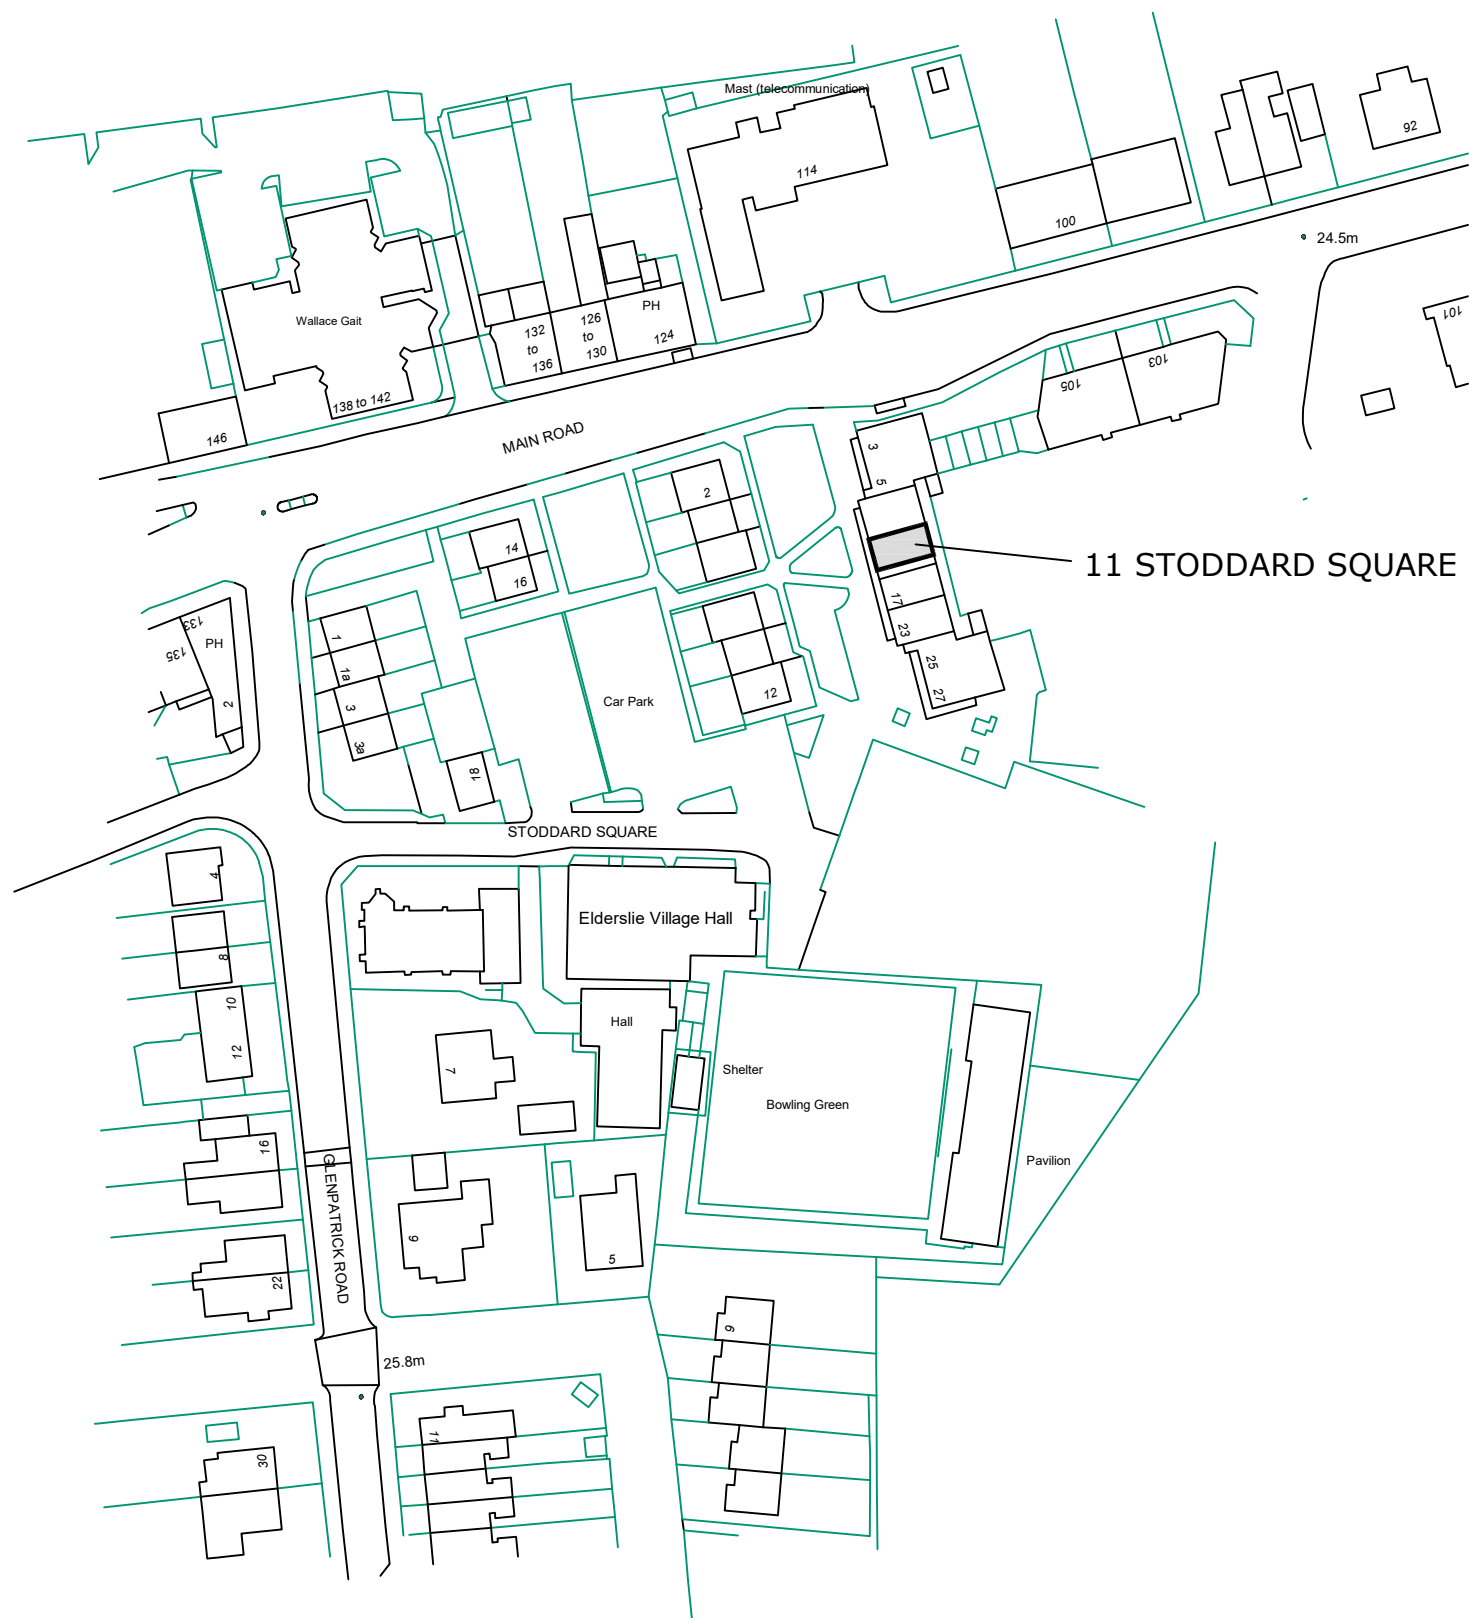 Mast (telecommunication)
92
114
100
24.5m
Wallace Gait
PH
132
to
136
126
to
130
124
101
103
105
138 to 142
146
MAIN ROAD
3
5
2
14
16
11 STODDARD SQUARE
17
23
25
27
133
135
PH
2
1
1a
3
3a
12
Car Park
18
STODDARD SQUARE
4
8
10
12
Elderslie Village Hall
Hall
7
Shelter
Bowling Green
Pavilion
16
GLENPATRICK ROAD
6
5
22
9
25.8m
11
30